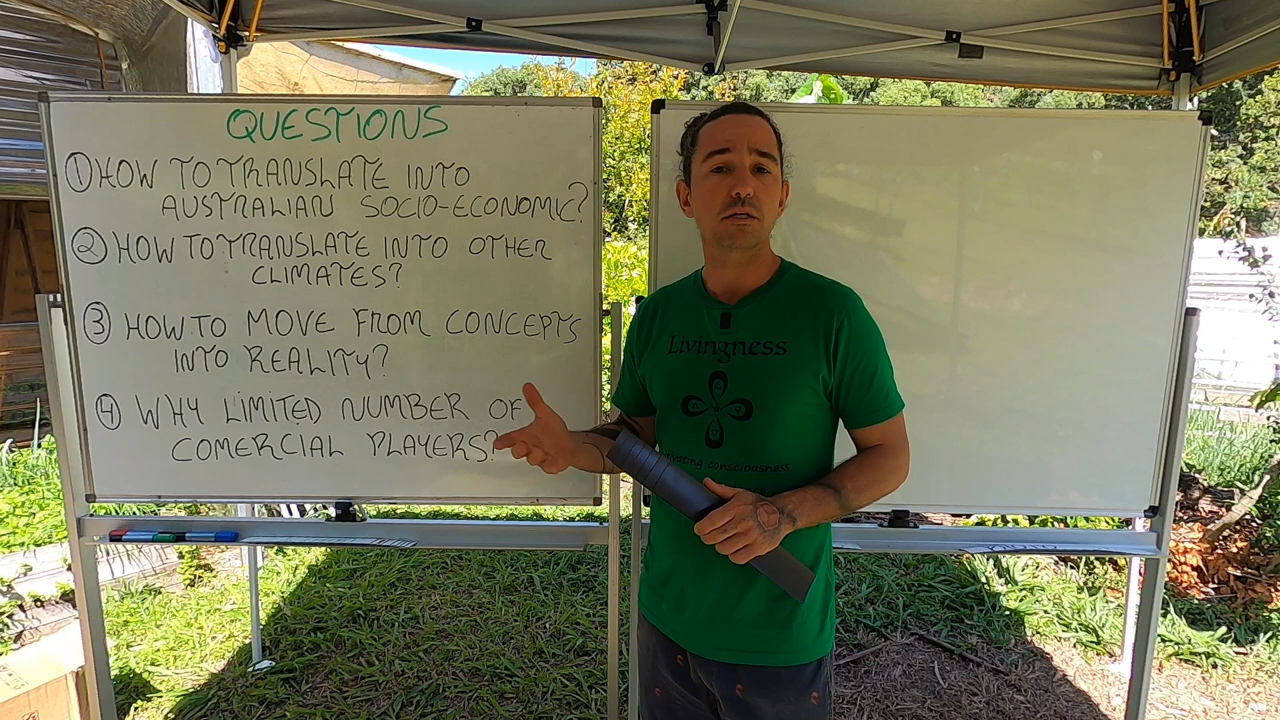 QUESTIONS
① HOW TO TRANSLATE INTO
AUSTRALIAN SOCIO-ECONOMIC?
② HOW TO TRANSLATE INTO OTHER
CLIMATES?
③ HOW TO MOVE FROM CONCEPTS
INTO REALITY?
④ WHY LIMITED NUMBER OF
COMERCIAL PLAYERS?
Livingness
consciousness